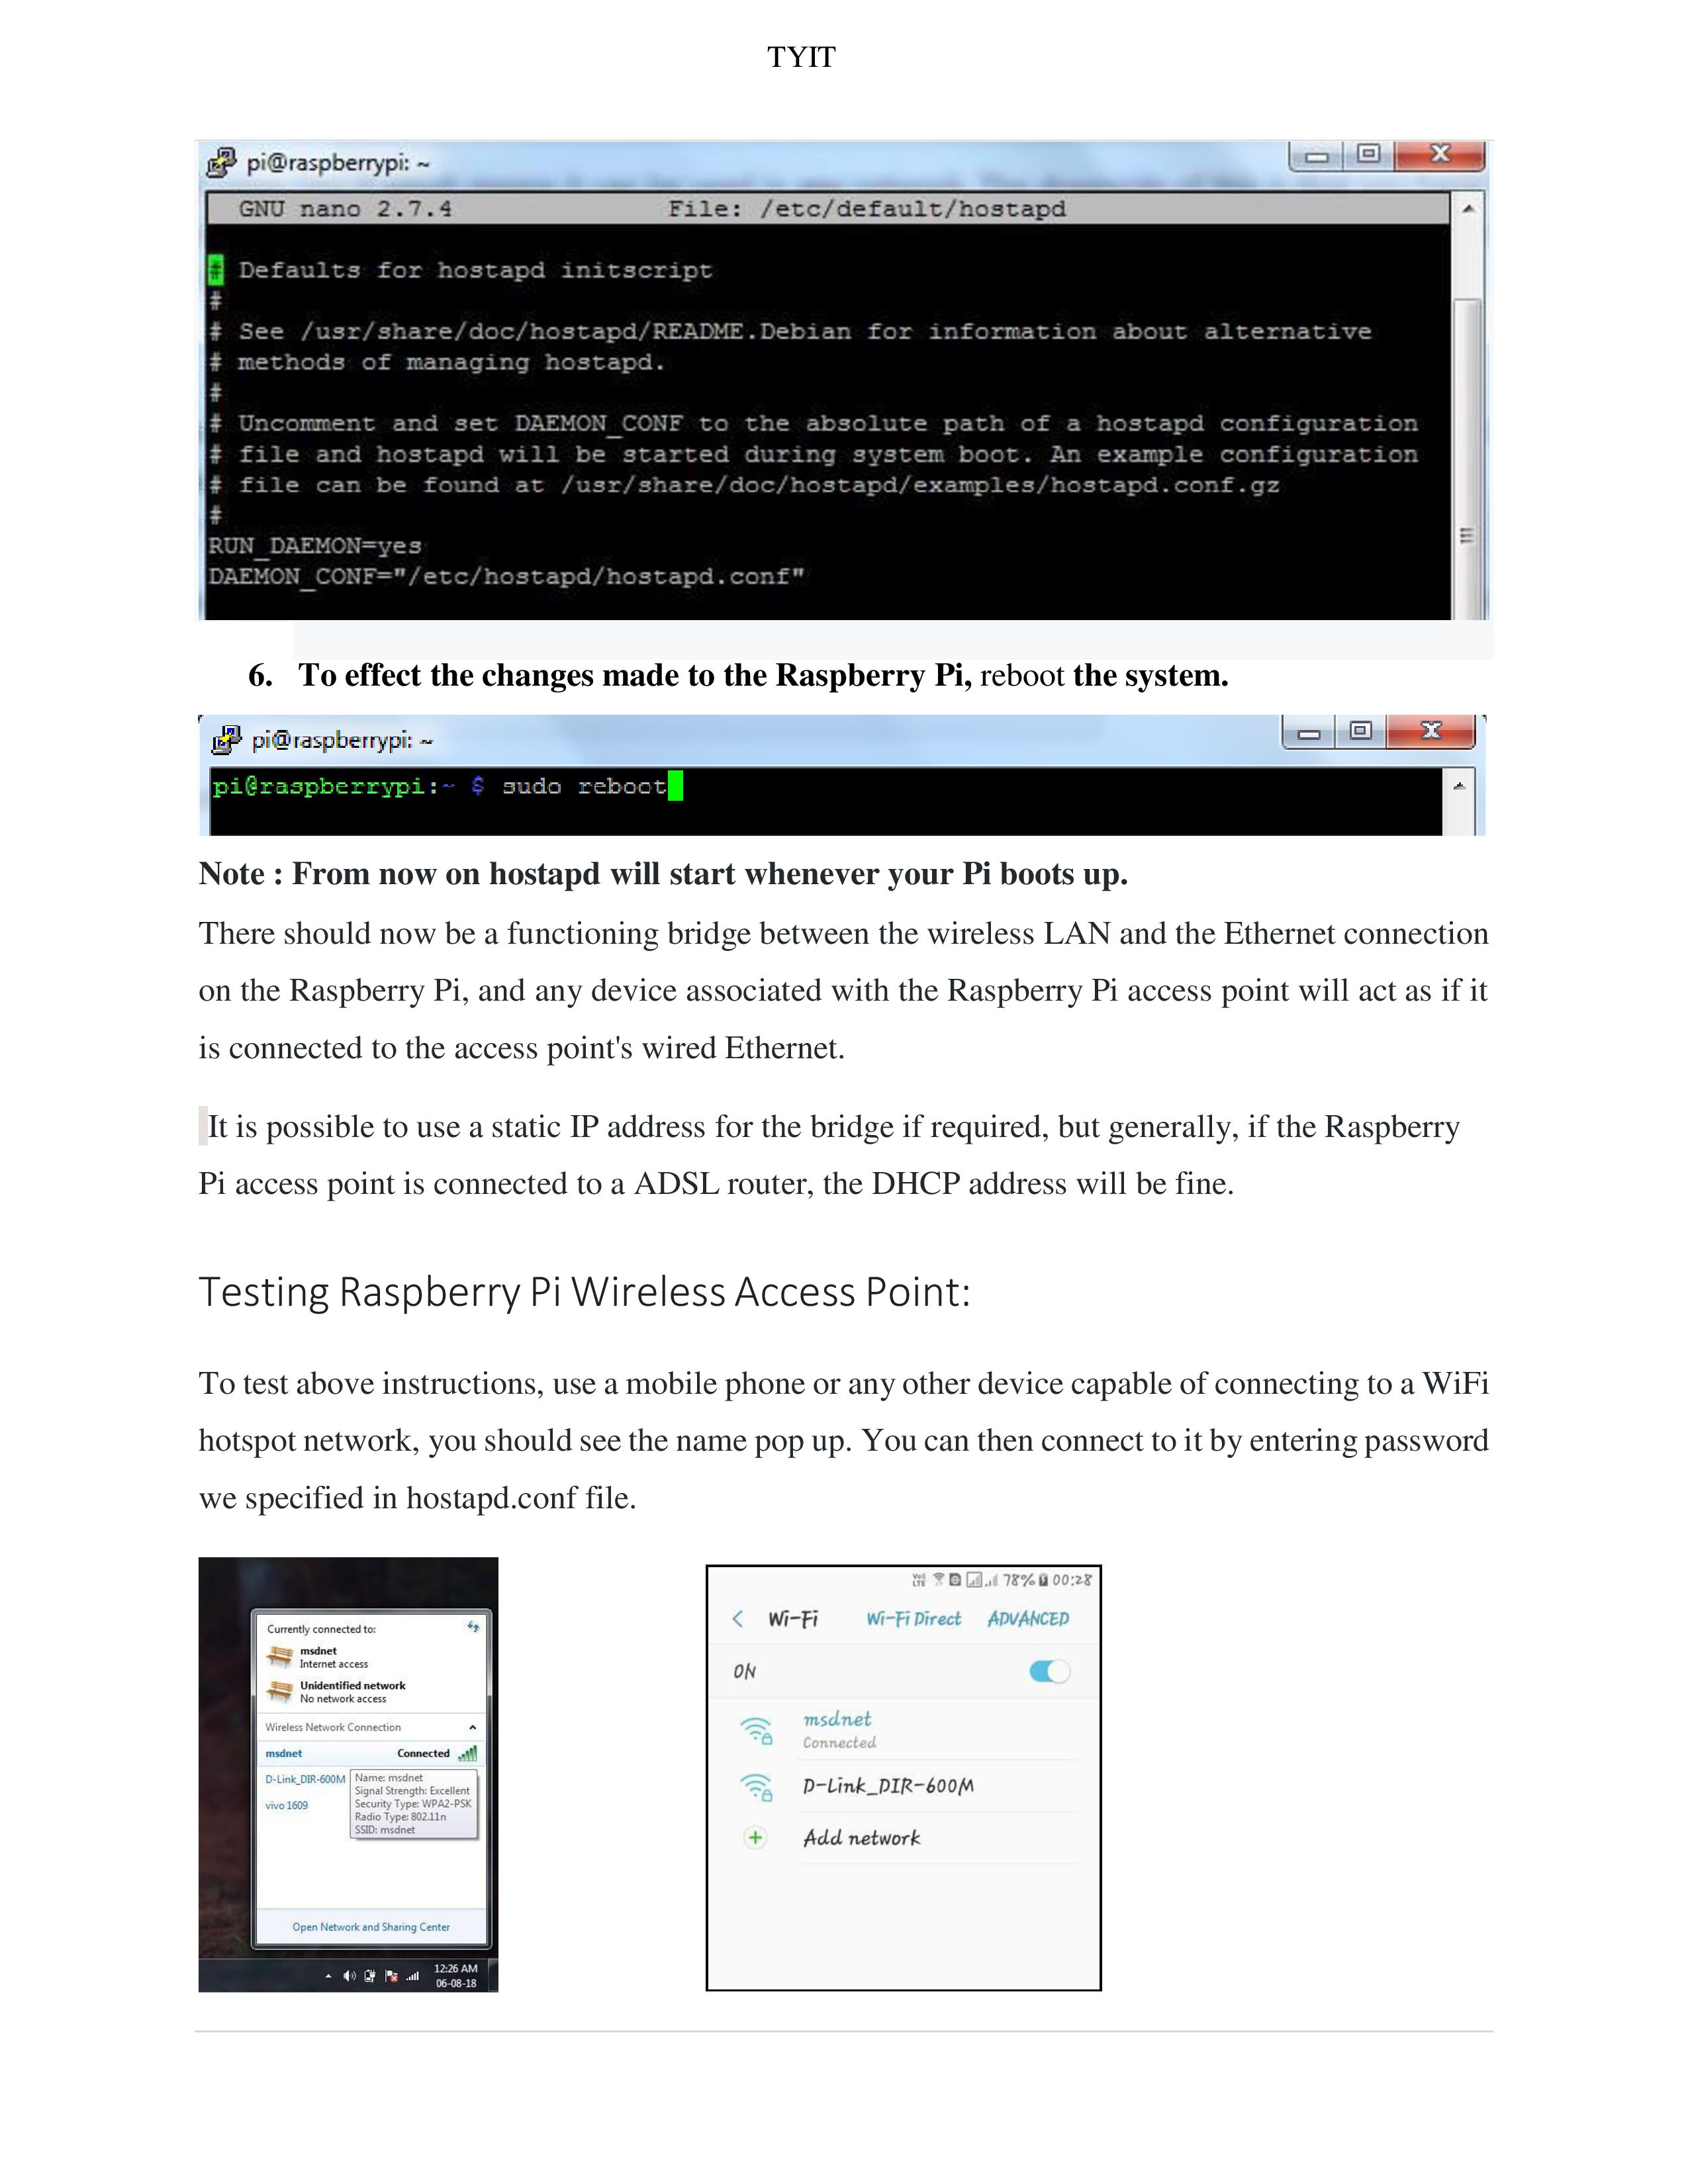 TYIT
pi@raspberrypi: ~
GNU nano 2.7.4 File: /etc/default/hostapd
# Defaults for hostapd initscript
#
# See /usr/share/doc/hostapd/README.Debian for information about alternative
# methods of managing hostapd.
#
# Uncomment and set DAEMON_CONF to the absolute path of a hostapd configuration
# file and hostapd will be started during system boot. An example configuration
# file can be found at /usr/share/doc/hostapd/examples/hostapd.conf.gz
#
RUN_DAEMON=yes
DAEMON_CONF="/etc/hostapd/hostapd.conf"
6. To effect the changes made to the Raspberry Pi, reboot the system.
pi@raspberrypi: ~
pi@raspberrypi:~ $ sudo reboot
Note : From now on hostapd will start whenever your Pi boots up.
There should now be a functioning bridge between the wireless LAN and the Ethernet connection
on the Raspberry Pi, and any device associated with the Raspberry Pi access point will act as if it
is connected to the access point's wired Ethernet.
It is possible to use a static IP address for the bridge if required, but generally, if the Raspberry
Pi access point is connected to a ADSL router, the DHCP address will be fine.
Testing Raspberry Pi Wireless Access Point:
To test above instructions, use a mobile phone or any other device capable of connecting to a WiFi
hotspot network, you should see the name pop up. You can then connect to it by entering password
we specified in hostapd.conf file.
Currently connected to:
msdnet
Internet access
Unidentified network
No network access
Wireless Network Connection
msdnet Connected
D-Link_DIR-600M
vivo 1609
Name: msdnet
Signal Strength: Excellent
Security Type: WPA2-PSK
Radio Type: 802.11n
SSID: msdnet
Open Network and Sharing Center
12:26 AM
06-08-18
VoI LTE 78% 00:28
Wi-Fi Wi-Fi Direct ADVANCED
ON
msdnet
Connected
D-Link_DIR-600M
Add network